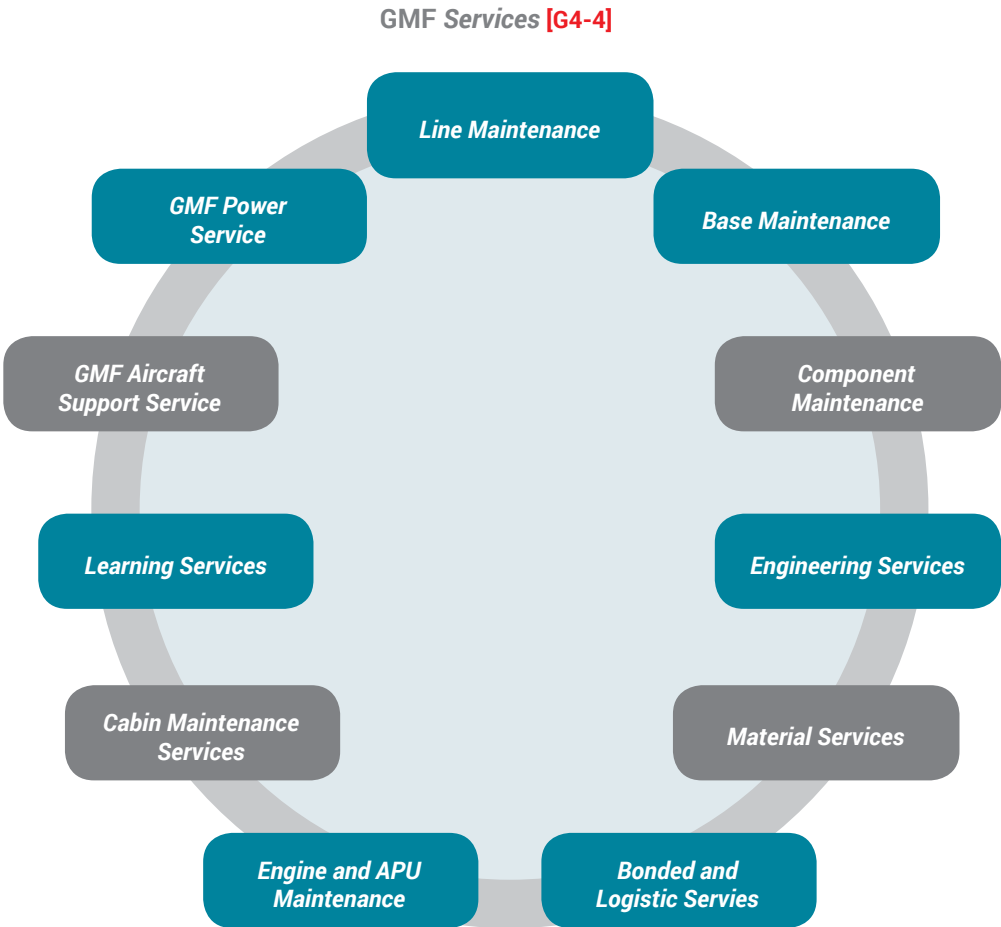 GMF Services [G4-4]
Line Maintenance
GMF Power
Service
Base Maintenance
GMF Aircraft
Support Service
Component
Maintenance
Learning Services
Engineering Services
Cabin Maintenance
Services
Material Services
Engine and APU
Maintenance
Bonded and
Logistic Servies